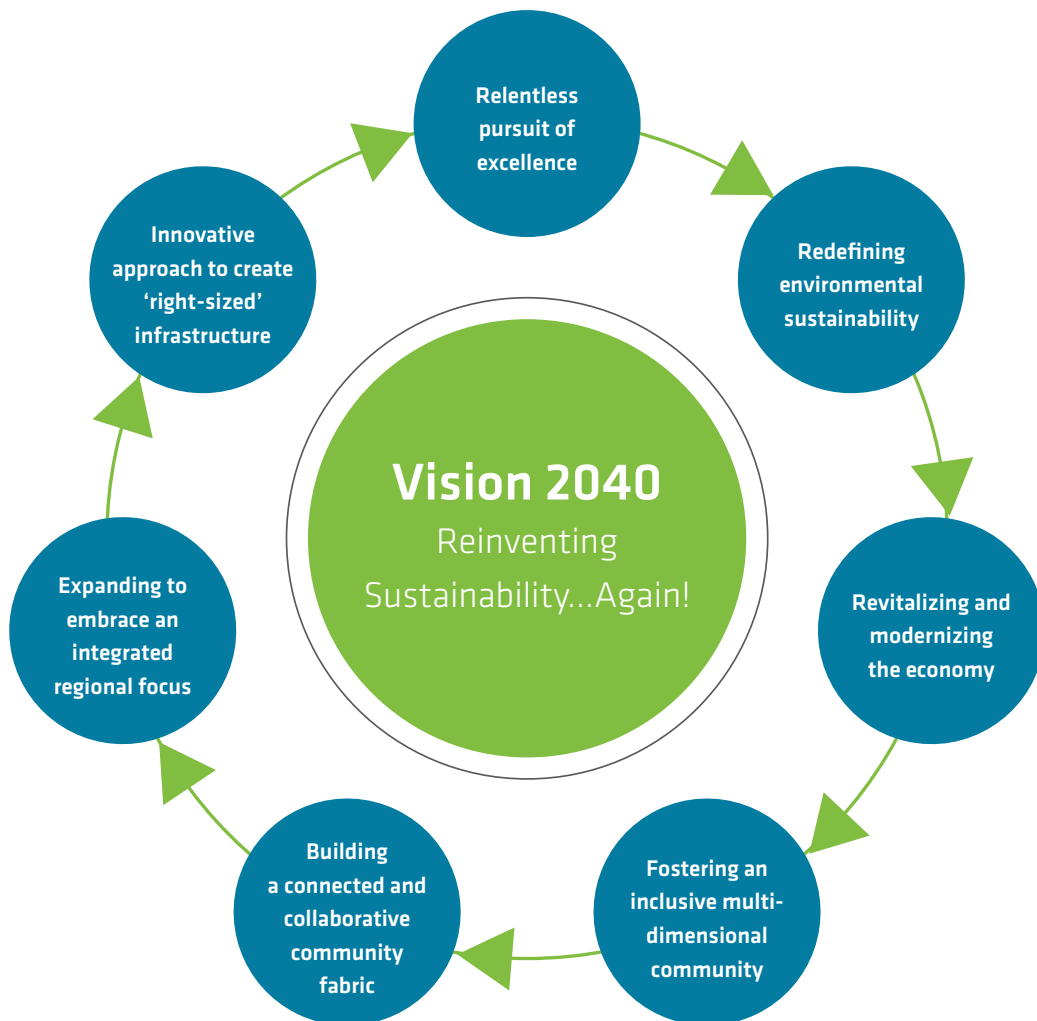 Relentless
pursuit of
excellence
Redefining
environmental
sustainability
Revitalizing and
modernizing
the economy
Fostering an
inclusive multi-
dimensional
community
Building
a connected and
collaborative
community
fabric
Expanding to
embrace an
integrated
regional focus
Innovative
approach to create
‘right-sized’
infrastructure
Vision 2040
Reinventing
Sustainability...Again!